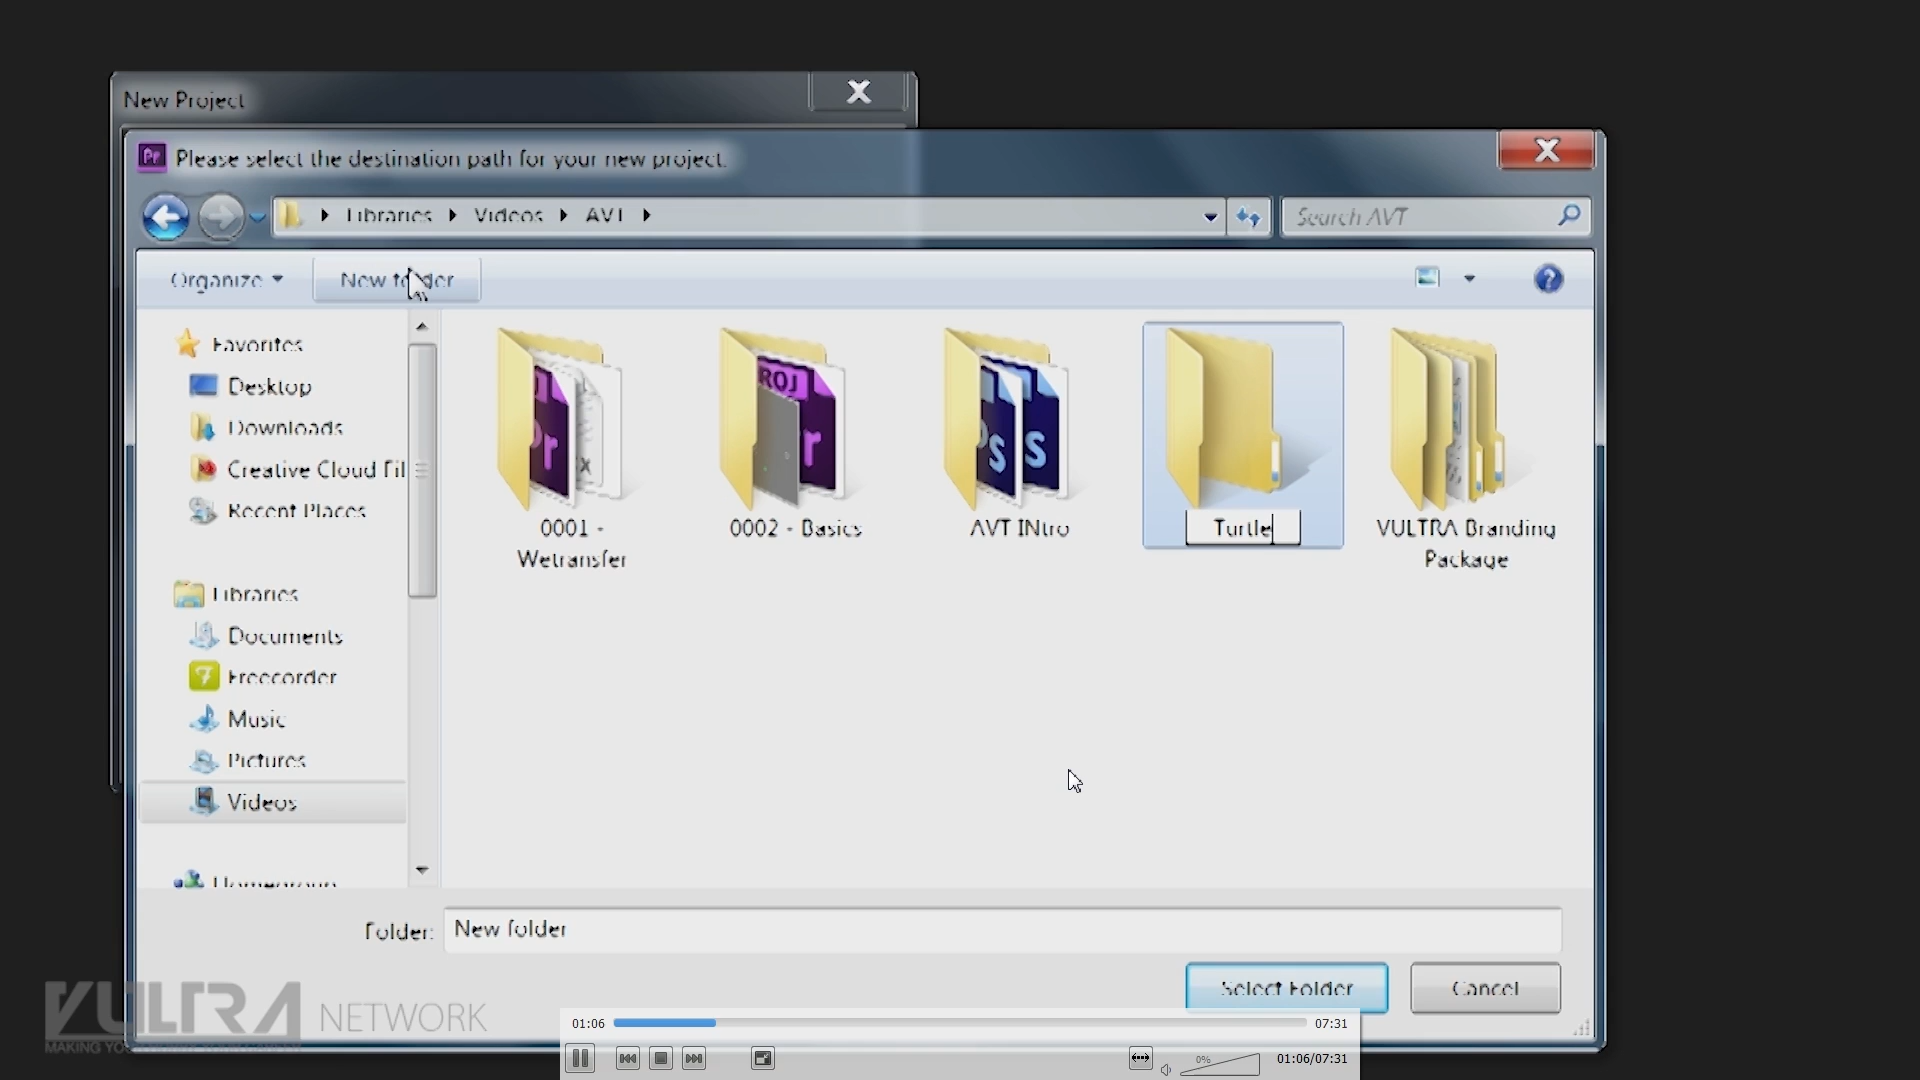 New Project
Pr Please select the destination path for your new project.
Libraries Videos AVT
Search AVT
Organize New folder
Favorites
Desktop
Downloads
Creative Cloud Fil
Recent Places
Libraries
Documents
Freecorder
Music
Pictures
Videos
Homegroup
0001 -
Wetransfer
0002 - Basics
AVT INtro
Turtle
VULTRA Branding
Package
Folder: New folder
Select Folder Cancel
VULTRA NETWORK
01:06 07:31
0% 01:06/07:31